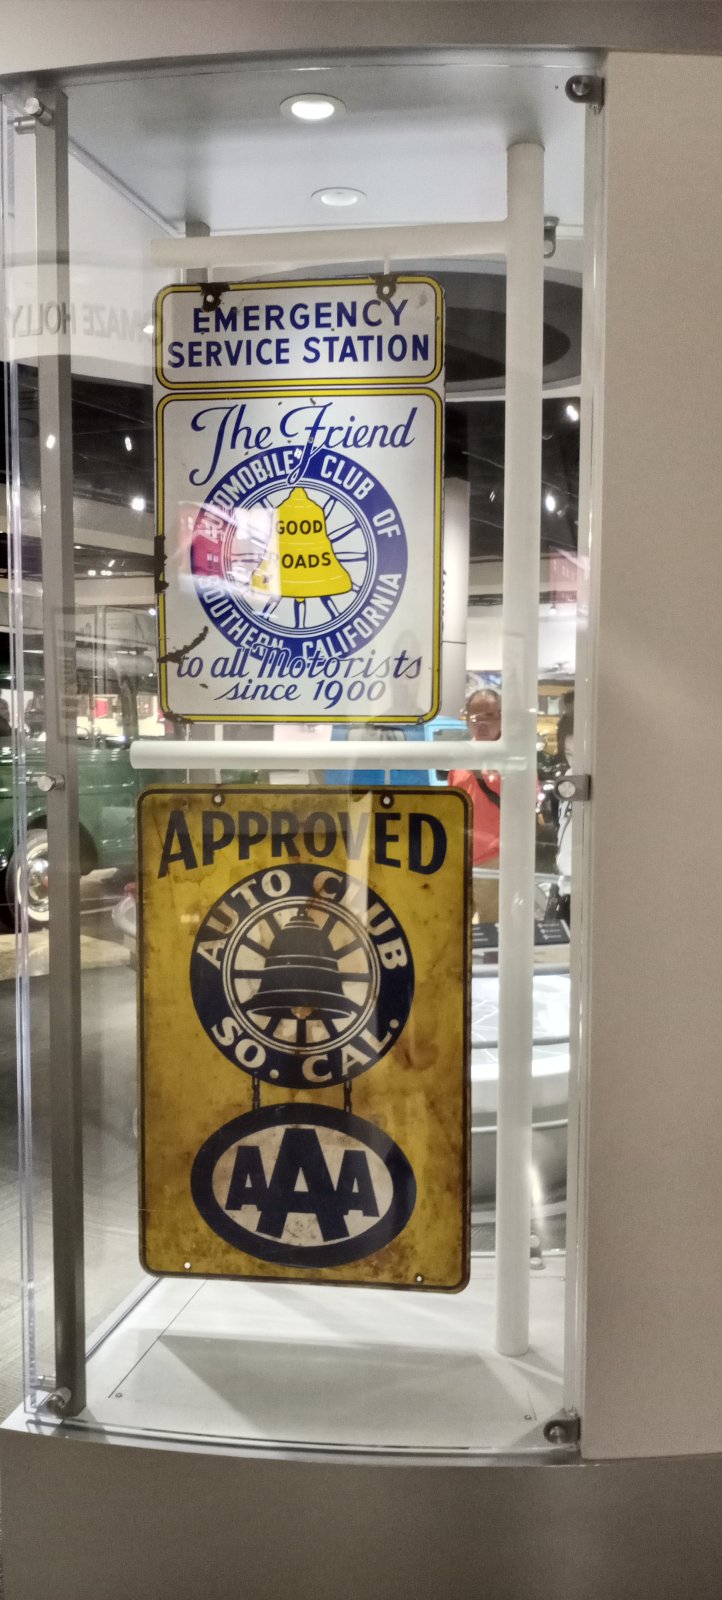 EMERGENCY
SERVICE STATION
The Friend
AUTOMOBILE CLUB OF
SOUTHERN CALIFORNIA
GOOD
ROADS
to all Motorists
since 1900
APPROVED
AUTO CLUB
SO. CAL.
AAA